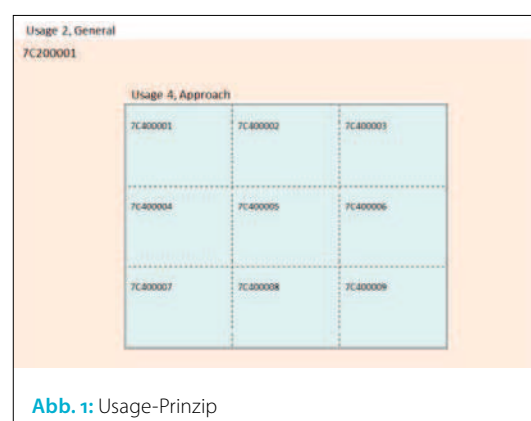 Usage 2, General
7C200001
Usage 4, Approach
7C400001 7C400002 7C400003
7C400004 7C400005 7C400006
7C400007 7C400008 7C400009
Abb. 1: Usage-Prinzip